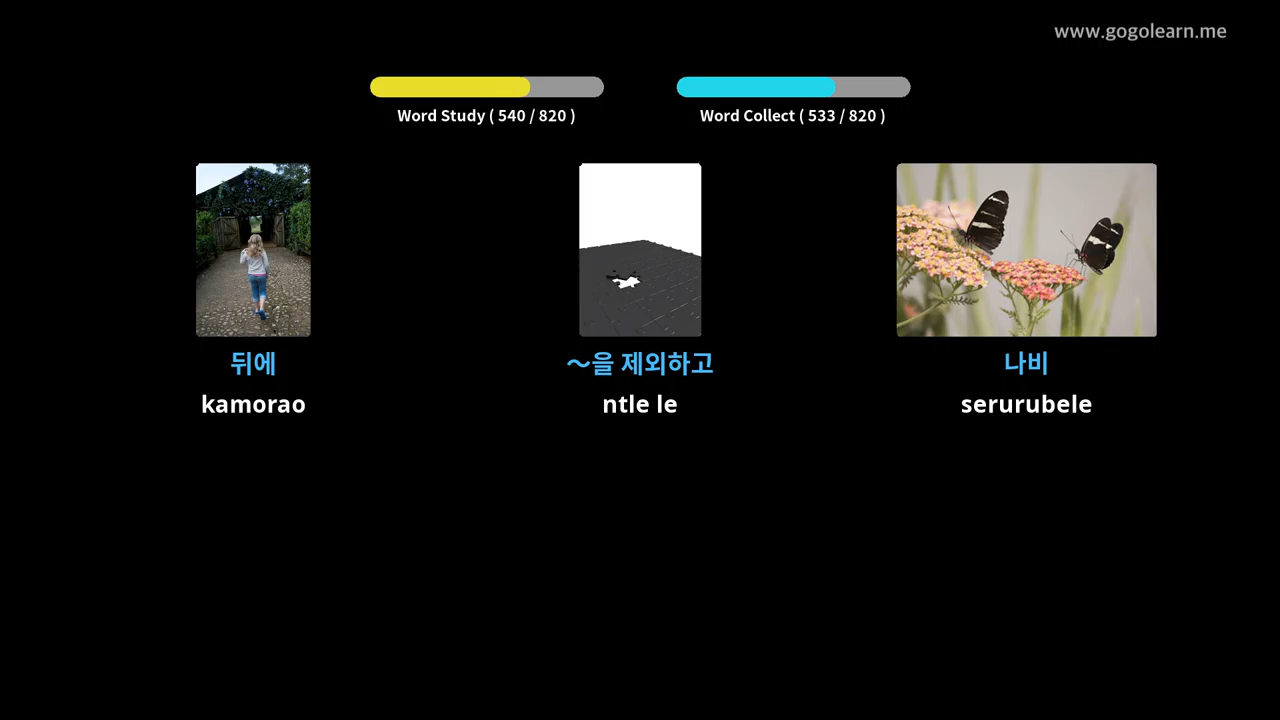 www.gogolearn.me
Word Study ( 540 / 820 )
Word Collect ( 533 / 820 )
뒤에
~을 제외하고
나비
kamorao
ntle le
serurubele